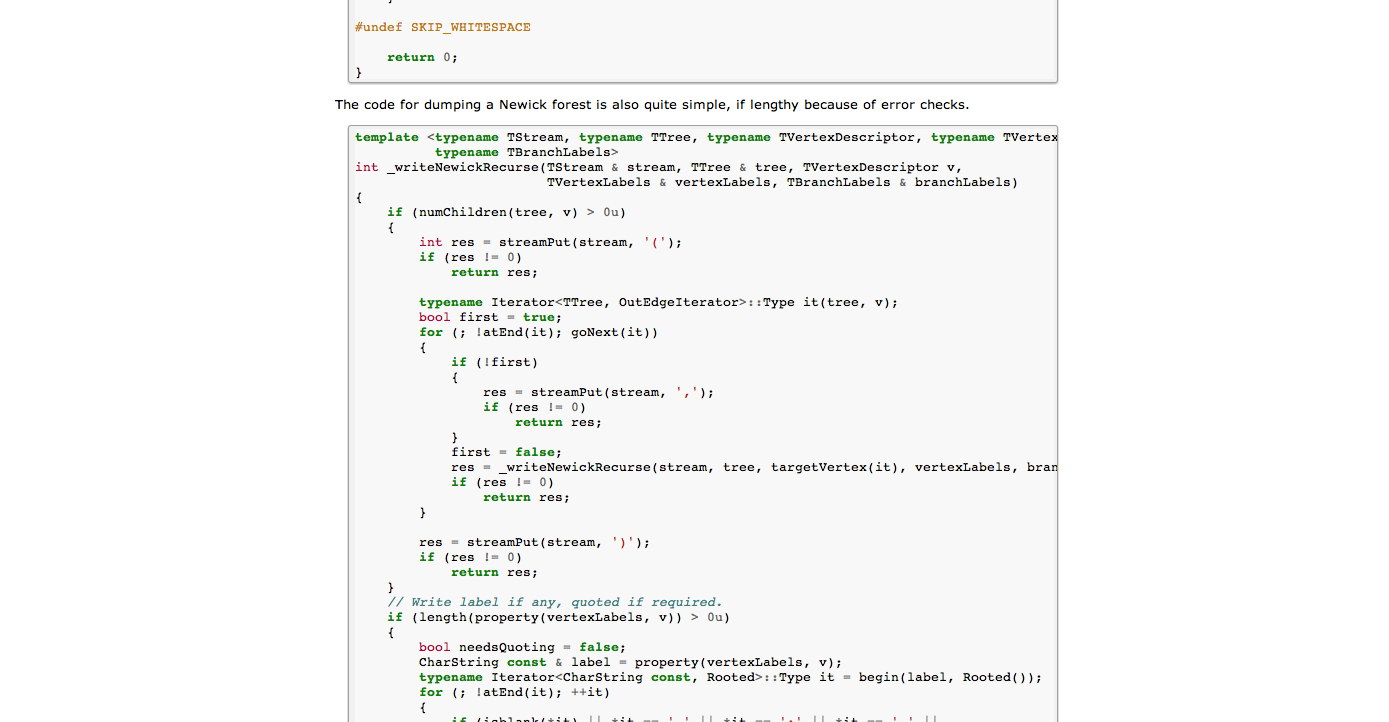 #undef SKIP_WHITESPACE
    return 0;
}
The code for dumping a Newick forest is also quite simple, if lengthy because of error checks.
template <typename TStream, typename TTree, typename TVertexDescriptor, typename TVertex
          typename TBranchLabels>
int _writeNewickRecurse(TStream & stream, TTree & tree, TVertexDescriptor v,
                        TVertexLabels & vertexLabels, TBranchLabels & branchLabels)
{
    if (numChildren(tree, v) > 0u)
    {
        int res = streamPut(stream, '(');
        if (res != 0)
            return res;
        typename Iterator<TTree, OutEdgeIterator>::Type it(tree, v);
        bool first = true;
        for (; !atEnd(it); goNext(it))
        {
            if (!first)
            {
                res = streamPut(stream, ',');
                if (res != 0)
                    return res;
            }
            first = false;
            res = _writeNewickRecurse(stream, tree, targetVertex(it), vertexLabels, bran
            if (res != 0)
                return res;
        }
        res = streamPut(stream, ')');
        if (res != 0)
            return res;
    }
    // Write label if any, quoted if required.
    if (length(property(vertexLabels, v)) > 0u)
    {
        bool needsQuoting = false;
        CharString const & label = property(vertexLabels, v);
        typename Iterator<CharString const, Rooted>::Type it = begin(label, Rooted());
        for (; !atEnd(it); ++it)
        {